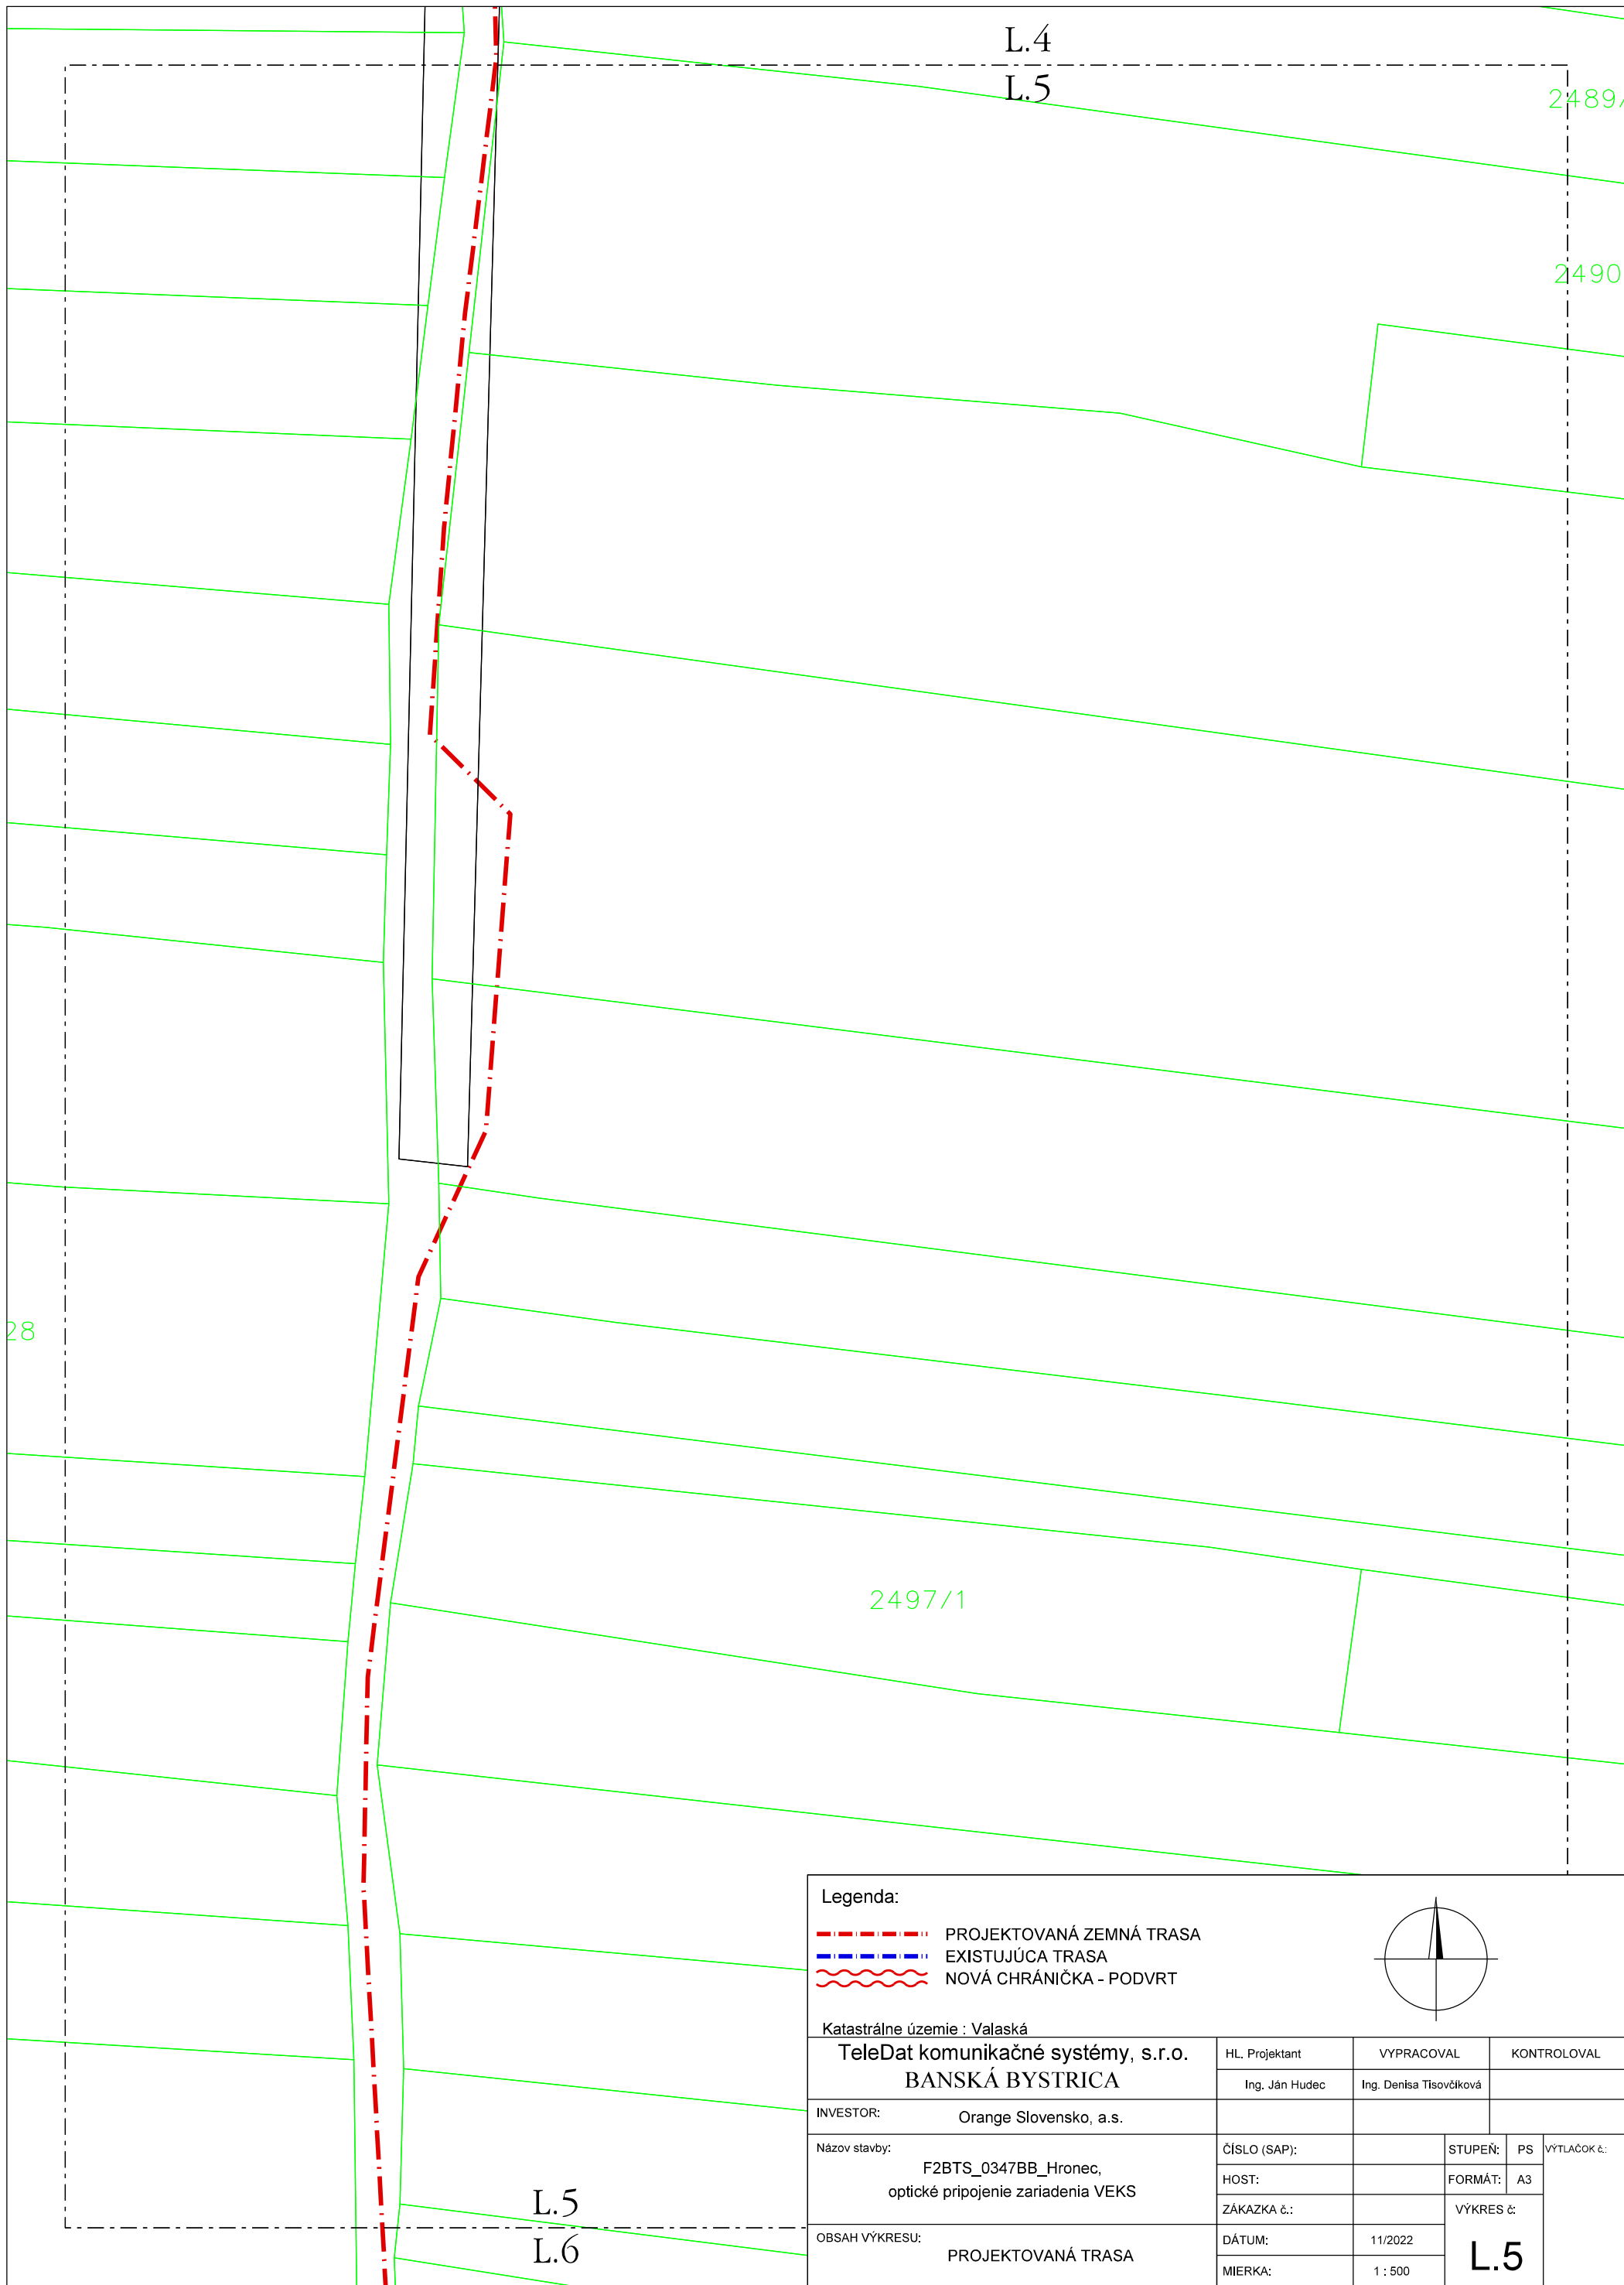 L.4
L.5
2489/
2490
28
2497/1
Legenda:
PROJEKTOVANÁ ZEMNÁ TRASA
EXISTUJÚCA TRASA
NOVÁ CHRÁNIČKA - PODVRT
Katastrálne územie : Valaská
TeleDat komunikačné systémy, s.r.o.
BANSKÁ BYSTRICA
HL. Projektant
VYPRACOVAL
KONTROLOVAL
Ing. Ján Hudec
Ing. Denisa Tisovčíková
INVESTOR:
Orange Slovensko, a.s.
Názov stavby:
F2BTS_0347BB_Hronec,
optické pripojenie zariadenia VEKS
ČÍSLO (SAP):
STUPEŇ:
PS
VÝTLAČOK č.:
HOST:
FORMÁT:
A3
ZÁKAZKA č.:
VÝKRES č:
OBSAH VÝKRESU:
PROJEKTOVANÁ TRASA
DÁTUM:
11/2022
L.5
MIERKA:
1 : 500
L.5
L.6